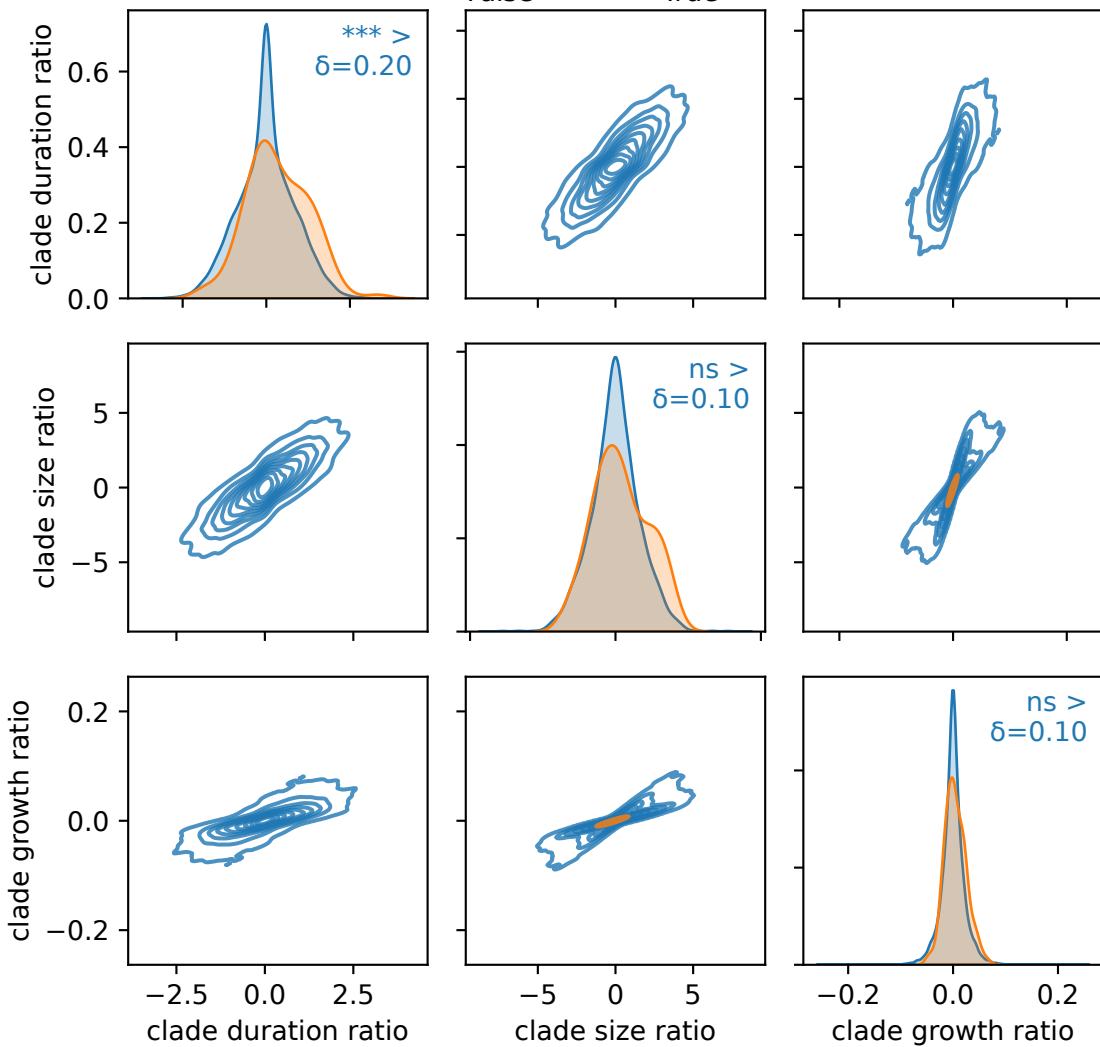 clade duration ratio
0.6
0.4
0.2
0.0
*** >
δ=0.20
clade size ratio
5
0
−5
ns >
δ=0.10
clade growth ratio
0.2
0.0
−0.2
ns >
δ=0.10
−2.5 0.0 2.5
−5 0 5
−0.2 0.0 0.2
clade duration ratio
clade size ratio
clade growth ratio